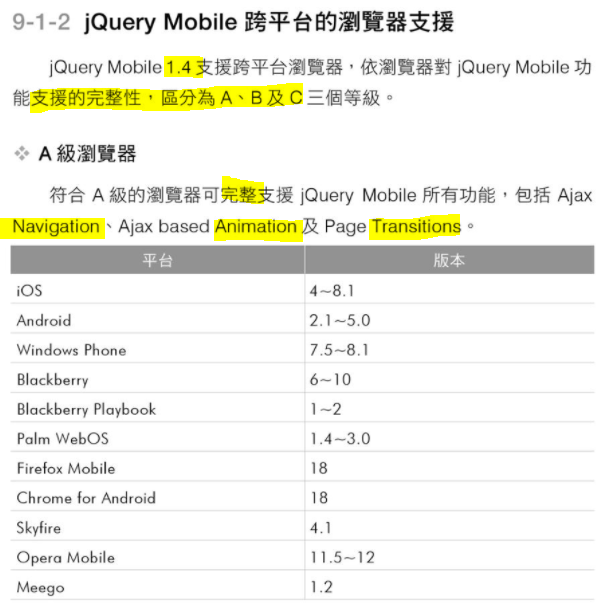 9-1-2 jQuery Mobile 跨平台的瀏覽器支援
jQuery Mobile 1.4 支援跨平台瀏覽器，依瀏覽器對 jQuery Mobile 功
能支援的完整性，區分為 A、B 及 C 三個等級。
❖ A 級瀏覽器
符合 A 級的瀏覽器可完整支援 jQuery Mobile 所有功能，包括 Ajax
Navigation、Ajax based Animation 及 Page Transitions。
平台 版本
iOS 4~8.1
Android 2.1~5.0
Windows Phone 7.5~8.1
Blackberry 6~10
Blackberry Playbook 1~2
Palm WebOS 1.4~3.0
Firefox Mobile 18
Chrome for Android 18
Skyfire 4.1
Opera Mobile 11.5~12
Meego 1.2